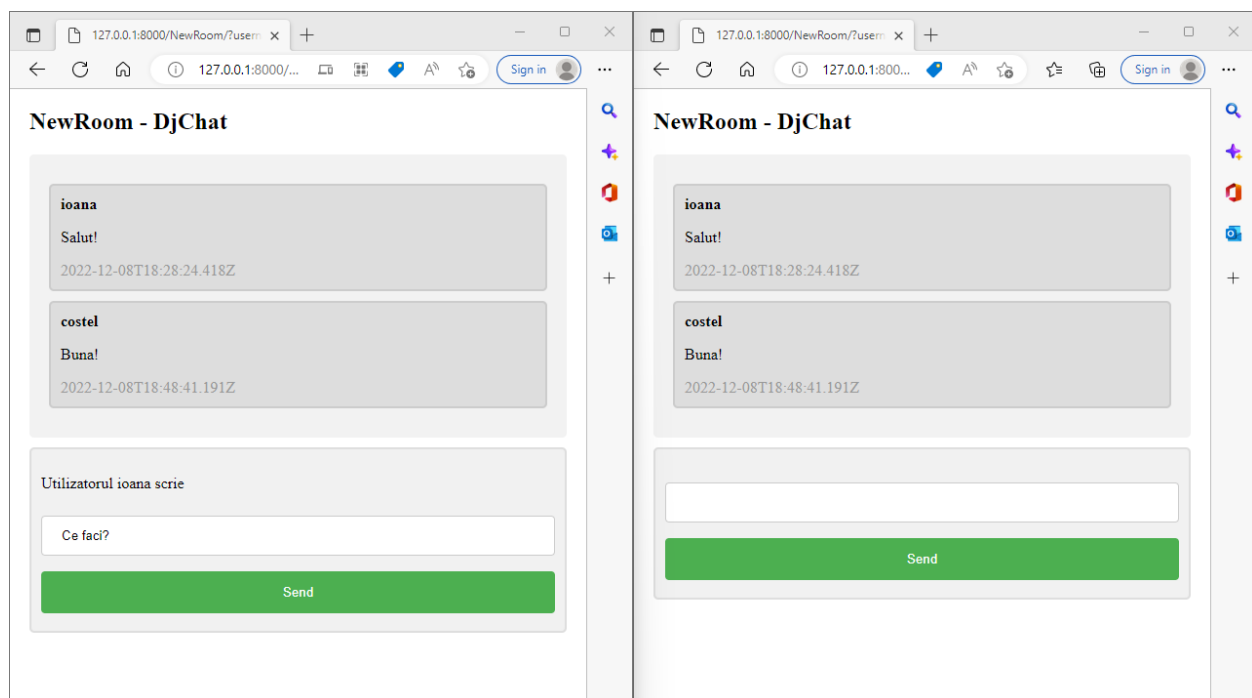 127.0.0.1:8000/NewRoom/?usern
127.0.0.1:8000/...
Sign in
NewRoom - DjChat
ioana
Salut!
2022-12-08T18:28:24.418Z
costel
Buna!
2022-12-08T18:48:41.191Z
Utilizatorul ioana scrie
Ce faci?
Send
127.0.0.1:8000/NewRoom/?usern
127.0.0.1:800...
Sign in
NewRoom - DjChat
ioana
Salut!
2022-12-08T18:28:24.418Z
costel
Buna!
2022-12-08T18:48:41.191Z
Send